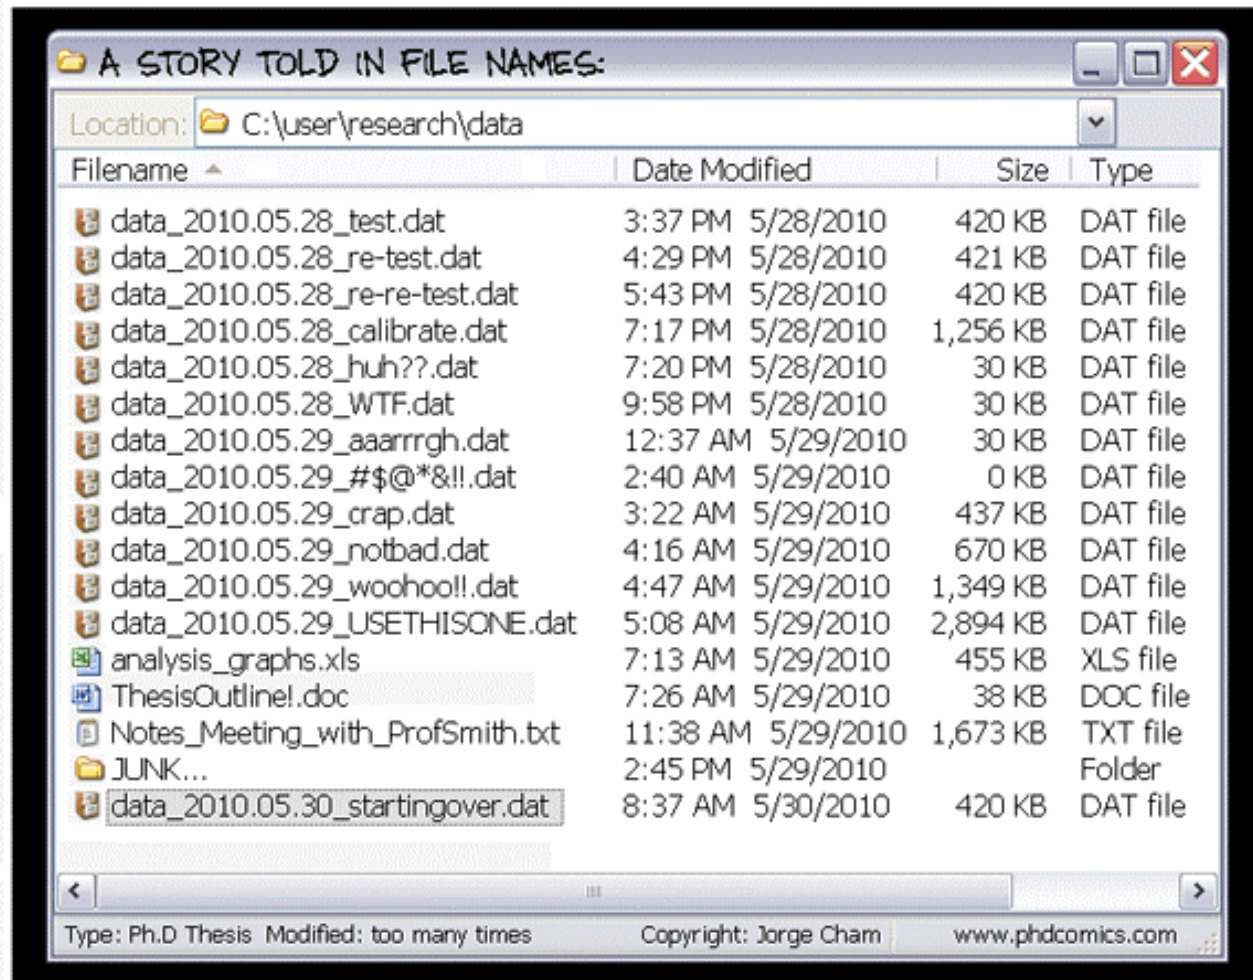 A STORY TOLD IN FILE NAMES:
Location: C:\user\research\data
Filename Date Modified Size Type
data_2010.05.28_test.dat 3:37 PM 5/28/2010 420 KB DAT file
data_2010.05.28_re-test.dat 4:29 PM 5/28/2010 421 KB DAT file
data_2010.05.28_re-re-test.dat 5:43 PM 5/28/2010 420 KB DAT file
data_2010.05.28_calibrate.dat 7:17 PM 5/28/2010 1,256 KB DAT file
data_2010.05.28_huh??.dat 7:20 PM 5/28/2010 30 KB DAT file
data_2010.05.28_WTF.dat 9:58 PM 5/28/2010 30 KB DAT file
data_2010.05.29_aaarrrgh.dat 12:37 AM 5/29/2010 30 KB DAT file
data_2010.05.29_#$@*&!!.dat 2:40 AM 5/29/2010 0 KB DAT file
data_2010.05.29_crap.dat 3:22 AM 5/29/2010 437 KB DAT file
data_2010.05.29_notbad.dat 4:16 AM 5/29/2010 670 KB DAT file
data_2010.05.29_woohoo!!.dat 4:47 AM 5/29/2010 1,349 KB DAT file
data_2010.05.29_USETHISONE.dat 5:08 AM 5/29/2010 2,894 KB DAT file
analysis_graphs.xls 7:13 AM 5/29/2010 455 KB XLS file
ThesisOutline!.doc 7:26 AM 5/29/2010 38 KB DOC file
Notes_Meeting_with_ProfSmith.txt 11:38 AM 5/29/2010 1,673 KB TXT file
JUNK... 2:45 PM 5/29/2010 Folder
data_2010.05.30_startingover.dat 8:37 AM 5/30/2010 420 KB DAT file
Type: Ph.D Thesis Modified: too many times Copyright: Jorge Cham www.phdcomics.com